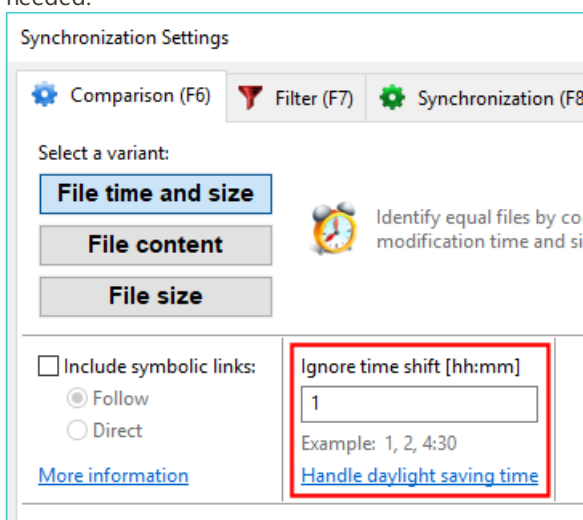 needed.
Synchronization Settings
Comparison (F6) Filter (F7) Synchronization (F8
Select a variant:
File time and size
File content
File size
Identify equal files by co
modification time and si
Include symbolic links:
Follow
Direct
More information
Ignore time shift [hh:mm]
1
Example: 1, 2, 4:30
Handle daylight saving time